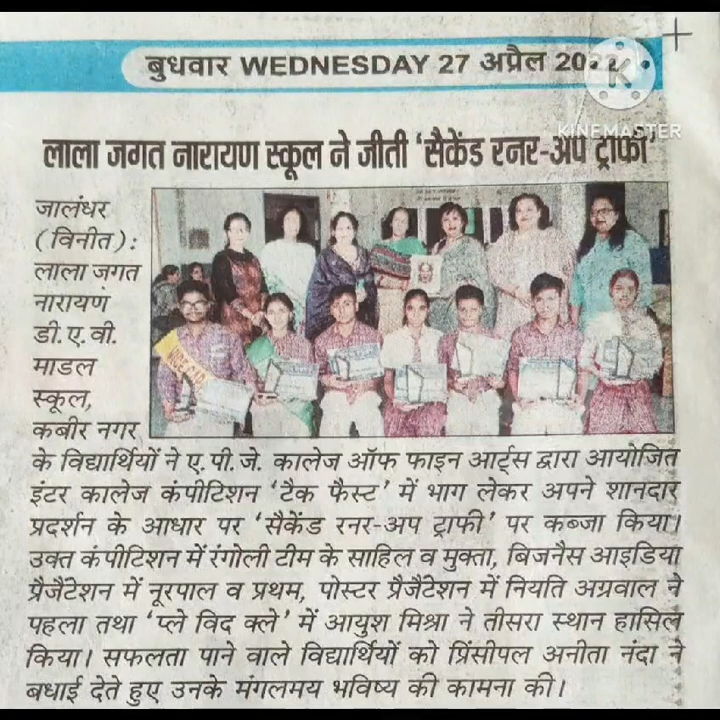 बुधवार WEDNESDAY 27 अप्रैल
K
KINEMASTER
लाला जगत नारायण स्कूल ने जीती 'सैकेंड रनर-अप ट्राफी'
जालंधर
(विनीत):
लाला जगत
नारायण
डी.ए.वी.
माडल
स्कूल,
कबीर नगर
के विद्यार्थियों ने ए.पी.जे. कालेज ऑफ फाइन आर्ट्स द्वारा आयोजित
इंटर कालेज कंपीटिशन 'टैक फैस्ट' में भाग लेकर अपने शानदार
प्रदर्शन के आधार पर 'सैकेंड रनर-अप ट्राफी' पर कब्जा किया।
उक्त कंपीटिशन में रंगोली टीम के साहिल व मुक्ता, बिजनैस आइडिया
प्रैजैंटेशन में नूरपाल व प्रथम, पोस्टर प्रैजैंटेशन में नियति अग्रवाल ने
पहला तथा 'प्ले विद क्ले' में आयुश मिश्रा ने तीसरा स्थान हासिल
किया। सफलता पाने वाले विद्यार्थियों को प्रिंसीपल अनीता नंदा ने
बधाई देते हुए उनके मंगलमय भविष्य की कामना की।